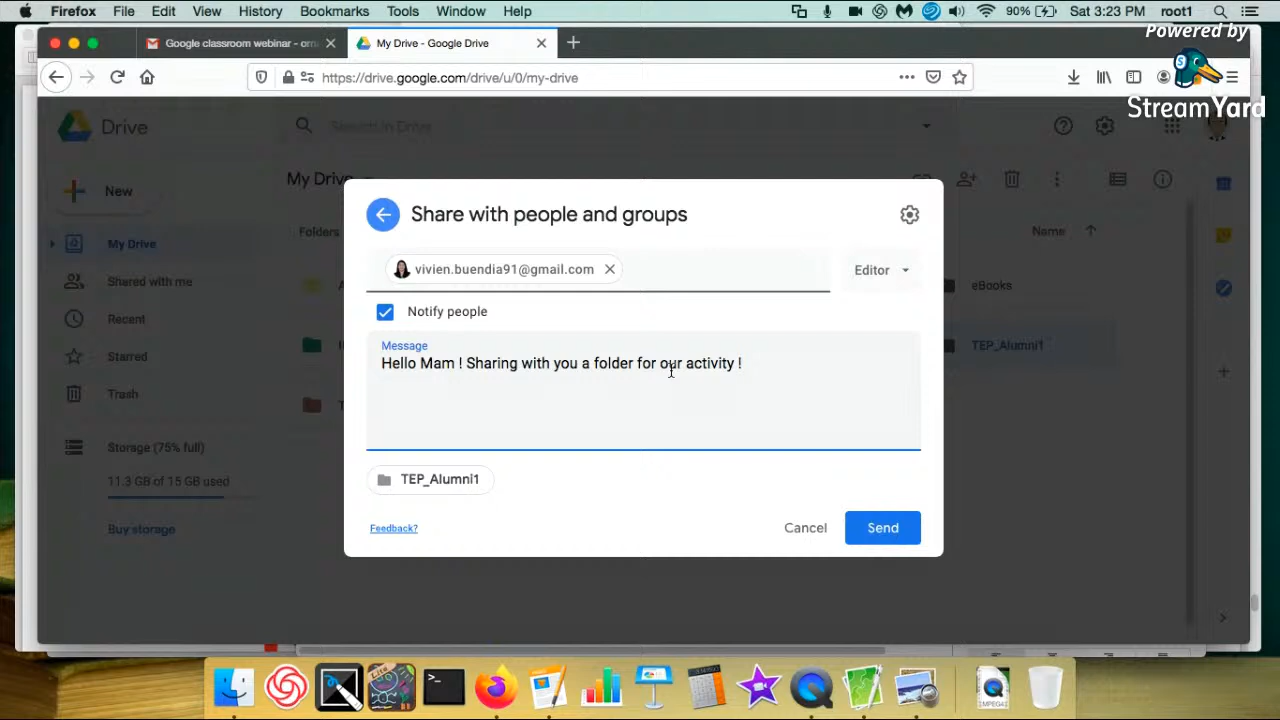 Firefox File Edit View History Bookmarks Tools Window Help 90% Sat 3:23 PM root1
Powered by
StreamYard
Google classroom webinar - orn
My Drive - Google Drive
https://drive.google.com/drive/u/0/my-drive
Drive
Search in Drive
New
My Drive
Folders
Name
My Drive
Shared with me
Recent
Starred
Trash
Storage (75% full)
11.3 GB of 15 GB used
Buy storage
eBooks
TEP_Alumni1
Share with people and groups
vivien.buendia91@gmail.com
Editor
Notify people
Message
Hello Mam ! Sharing with you a folder for our activity !
TEP_Alumni1
Feedback?
Cancel
Send